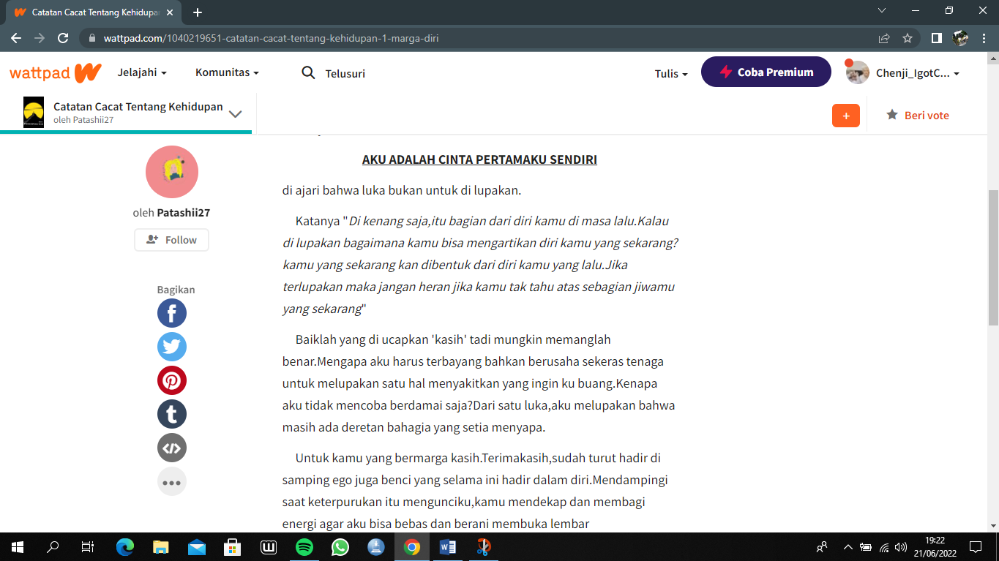 Catatan Cacat Tentang Kehidupan
wattpad.com/1040219651-catatan-cacat-tentang-kehidupan-1-marga-diri
wattpad
Jelajahi
Komunitas
Telusuri
Tulis
Coba Premium
Chenji_IgotC...
Catatan Cacat Tentang Kehidupan
oleh Patashii27
+
Beri vote
oleh Patashii27
Follow
Bagikan
AKU ADALAH CINTA PERTAMAKU SENDIRI
di ajari bahwa luka bukan untuk di lupakan.
Katanya "Di kenang saja,itu bagian dari diri kamu di masa lalu.Kalau
di lupakan bagaimana kamu bisa mengartikan diri kamu yang sekarang?
kamu yang sekarang kan dibentuk dari diri kamu yang lalu.Jika
terlupakan maka jangan heran jika kamu tak tahu atas sebagian jiwamu
yang sekarang"
Baiklah yang di ucapkan 'kasih' tadi mungkin memanglah
benar.Mengapa aku harus terbayang bahkan berusaha sekeras tenaga
untuk melupakan satu hal menyakitkan yang ingin ku buang.Kenapa
aku tidak mencoba berdamai saja?Dari satu luka,aku melupakan bahwa
masih ada deretan bahagia yang setia menyapa.
Untuk kamu yang bermarga kasih.Terimakasih,sudah turut hadir di
samping ego juga benci yang selama ini hadir dalam diri.Mendampingi
saat keterpurukan itu mengunciku,kamu mendekap dan membagi
energi agar aku bisa bebas dan berani membuka lembar
19:22
21/06/2022